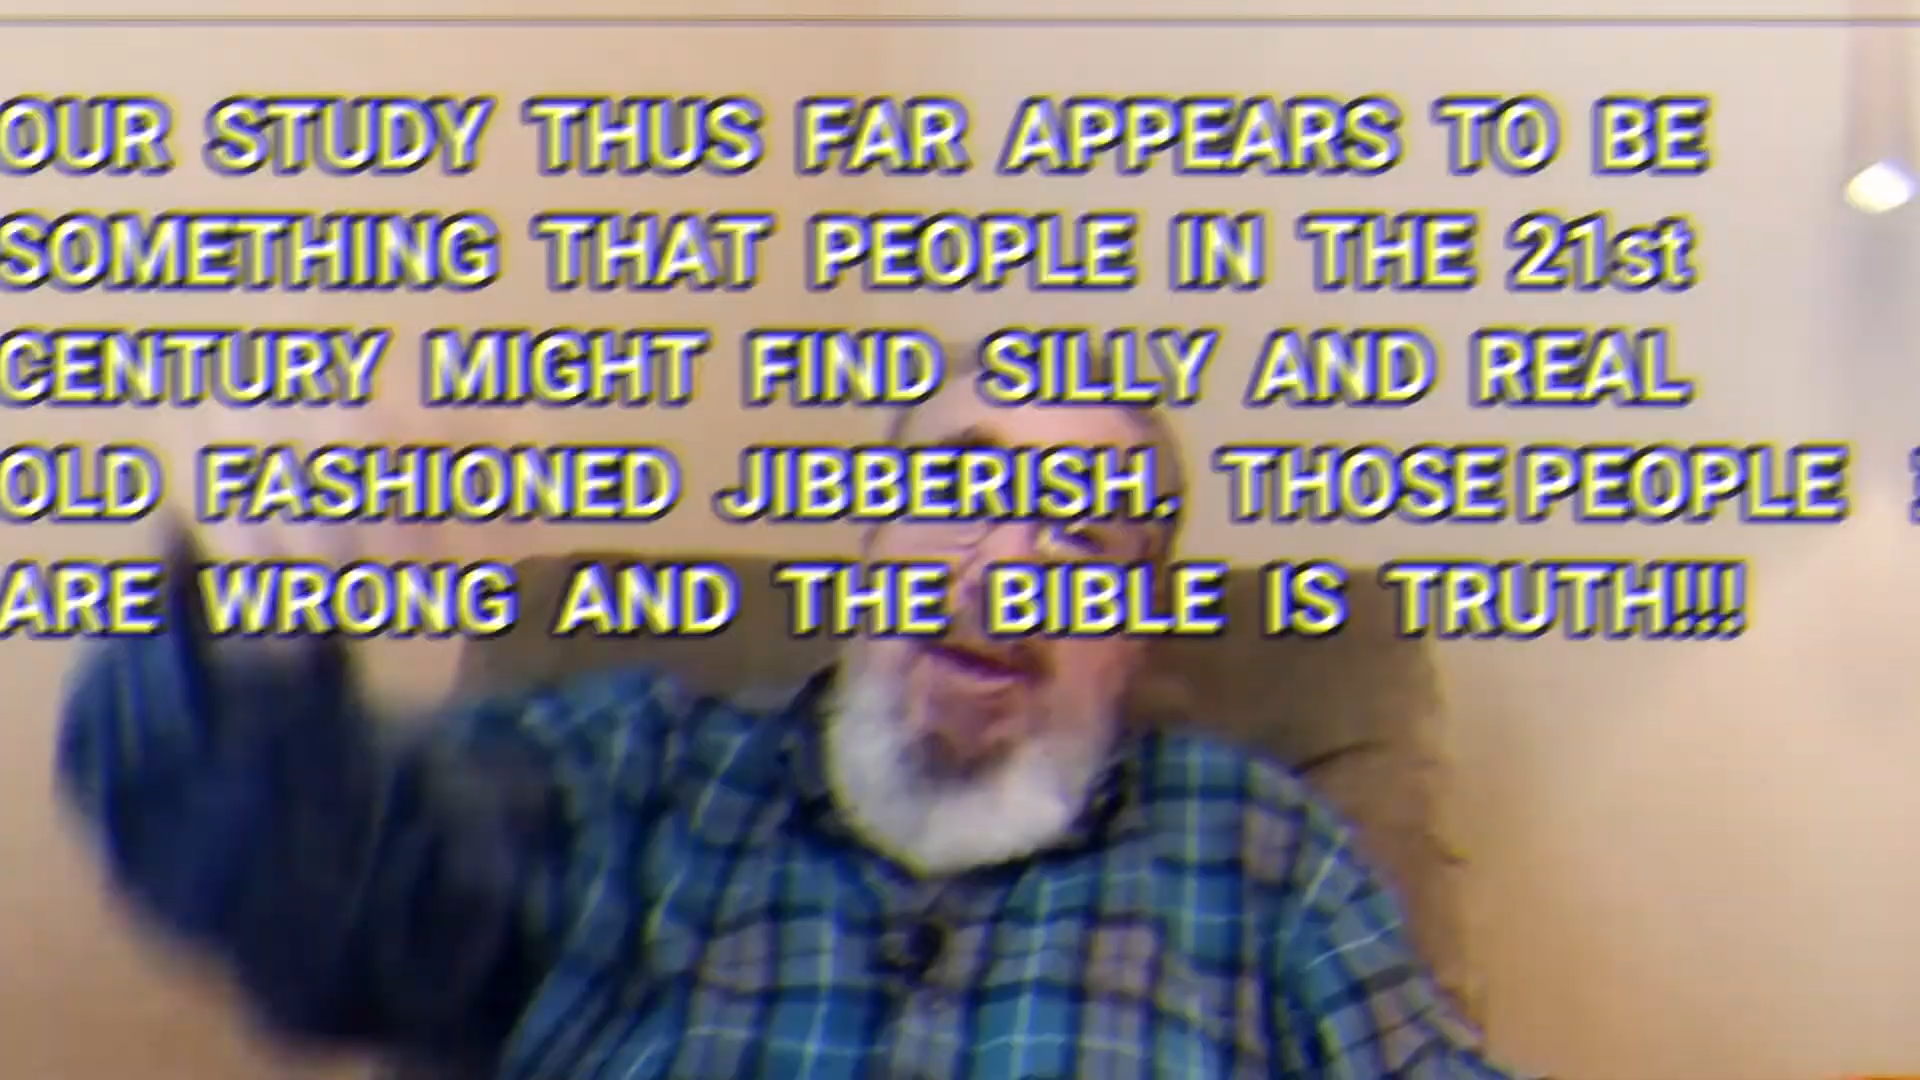 OUR STUDY THUS FAR APPEARS TO BE
SOMETHING THAT PEOPLE IN THE 21st
CENTURY MIGHT FIND SILLY AND REAL
OLD FASHIONED JIBBERISH. THOSE PEOPLE
ARE WRONG AND THE BIBLE IS TRUTH!!!